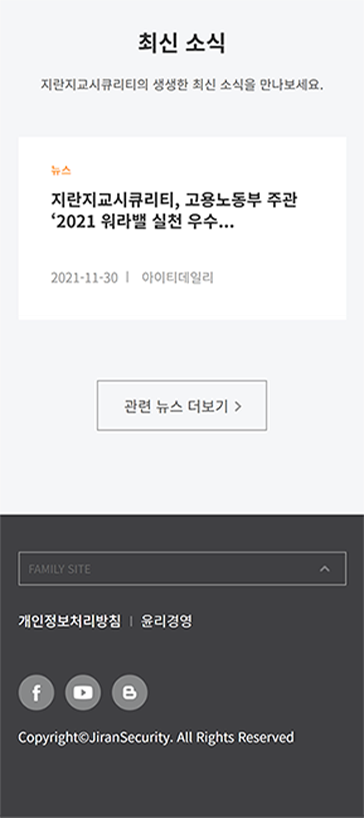 최신 소식
지란지교시큐리티의 생생한 최신 소식을 만나보세요.
뉴스
지란지교시큐리티, 고용노동부 주관
‘2021 워라밸 실천 우수...
2021-11-30 | 아이티데일리
관련 뉴스 더보기 >
FAMILY SITE
개인정보처리방침 | 윤리경영
Copyright©JiranSecurity. All Rights Reserved